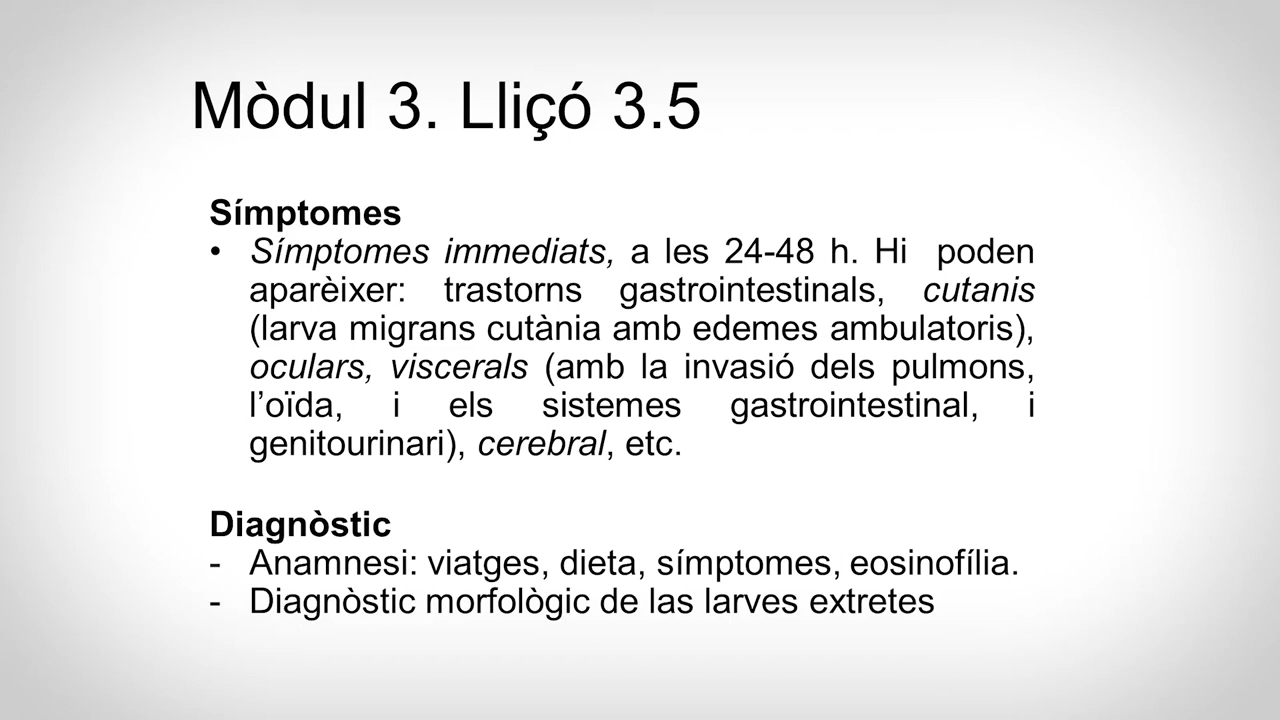 Mòdul 3. Lliçó 3.5
Símptomes
• Símptomes immediats, a les 24-48 h. Hi poden
aparèixer: trastorns gastrointestinals, cutanis
(larva migrans cutània amb edemes ambulatoris),
oculars, viscerals (amb la invasió dels pulmons,
l’oïda, i els sistemes gastrointestinal, i
genitourinari), cerebral, etc.
Diagnòstic
- Anamnesi: viatges, dieta, símptomes, eosinofília.
- Diagnòstic morfològic de las larves extretes